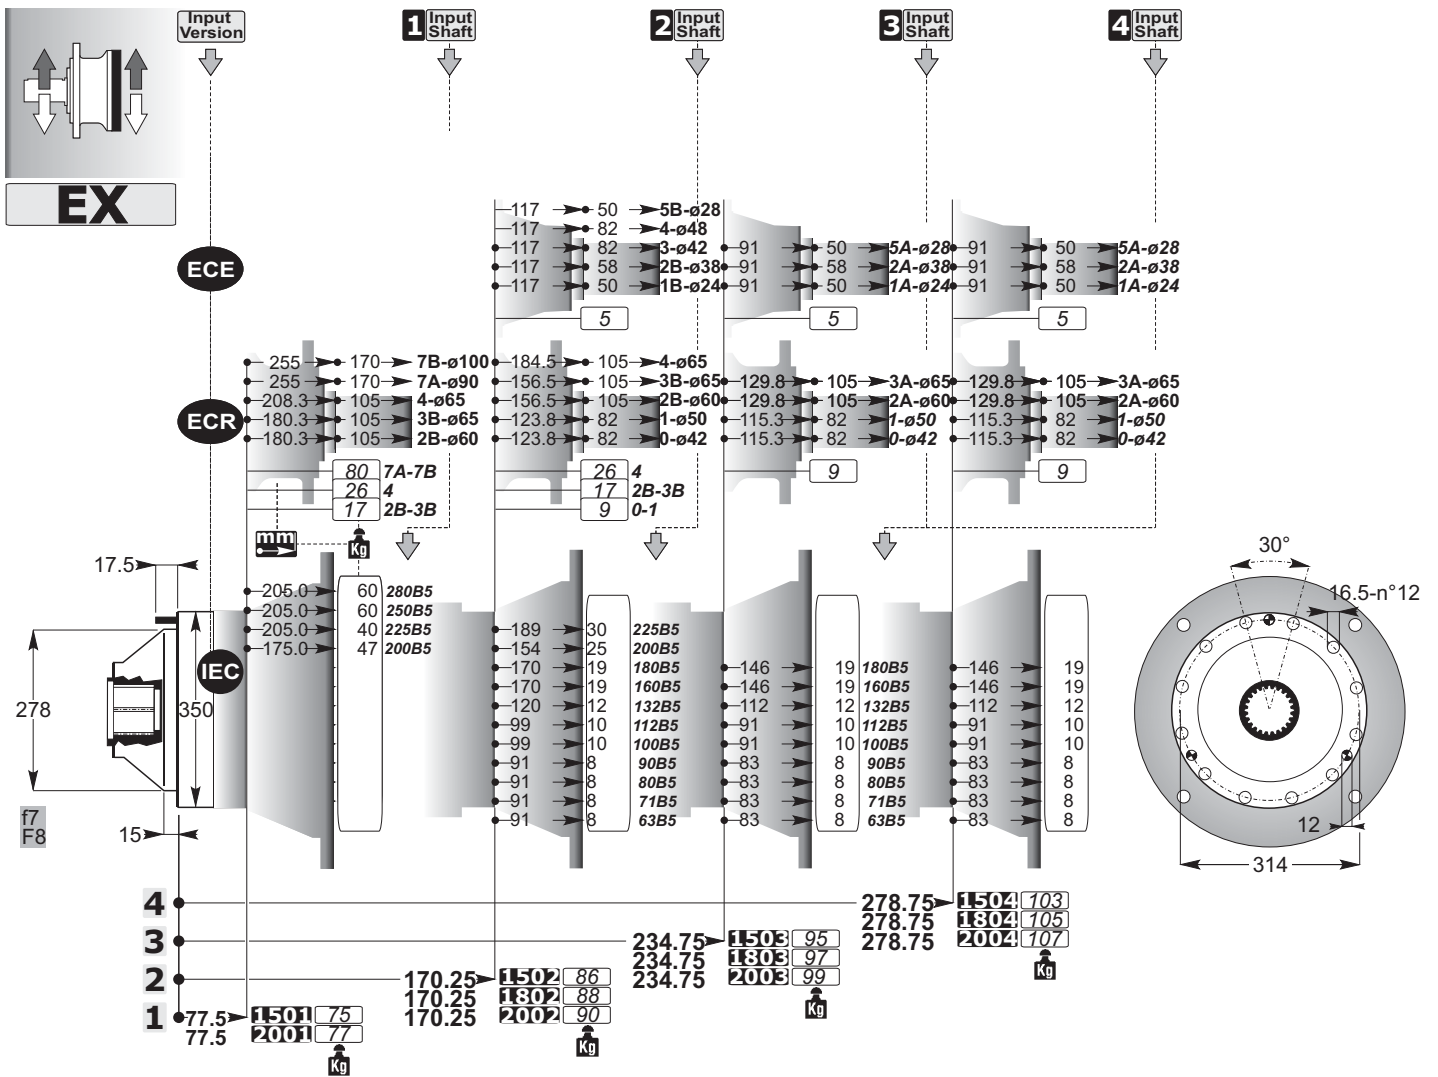 Input Version
1 Input Shaft
2 Input Shaft
3 Input Shaft
4 Input Shaft
EX
ECE
117 50 5B-ø28
117 82 4-ø48
117 82 3-ø42 91 50 5A-ø28 91 50 5A-ø28
117 58 2B-ø38 91 58 2A-ø38 91 58 2A-ø38
117 50 1B-ø24 91 50 1A-ø24 91 50 1A-ø24
5 5 5
ECR
255 170 7B-ø100 184.5 105 4-ø65
255 170 7A-ø90 156.5 105 3B-ø65 129.8 105 3A-ø65 129.8 105 3A-ø65
208.3 105 4-ø65 156.5 105 2B-ø60 129.8 105 2A-ø60 129.8 105 2A-ø60
180.3 105 3B-ø65 123.8 82 1-ø50 115.3 82 1-ø50 115.3 82 1-ø50
180.3 105 2B-ø60 123.8 82 0-ø42 115.3 82 0-ø42 115.3 82 0-ø42
80 7A-7B 26 4 9 9
26 4 17 2B-3B
17 2B-3B 9 0-1
mm Kg
17.5
30°
16.5-n°12
205.0 60 280B5
205.0 60 250B5
205.0 40 225B5 189 30 225B5
175.0 47 200B5 154 25 200B5
IEC
170 19 180B5 146 19 180B5 146 19
170 19 160B5 146 19 160B5 146 19
120 12 132B5 112 12 132B5 112 12
99 10 112B5 91 10 112B5 91 10
99 10 100B5 91 10 100B5 91 10
91 8 90B5 83 8 90B5 83 8
91 8 80B5 83 8 80B5 83 8
91 8 71B5 83 8 71B5 83 8
91 8 63B5 83 8 63B5 83 8
278
350
f7
F8
15
12
314
4 278.75 1504 103
278.75 1804 105
278.75 2004 107
Kg
3 234.75 1503 95
234.75 1803 97
234.75 2003 99
Kg
2 170.25 1502 86
170.25 1802 88
170.25 2002 90
Kg
1 77.5 1501 75
77.5 2001 77
Kg